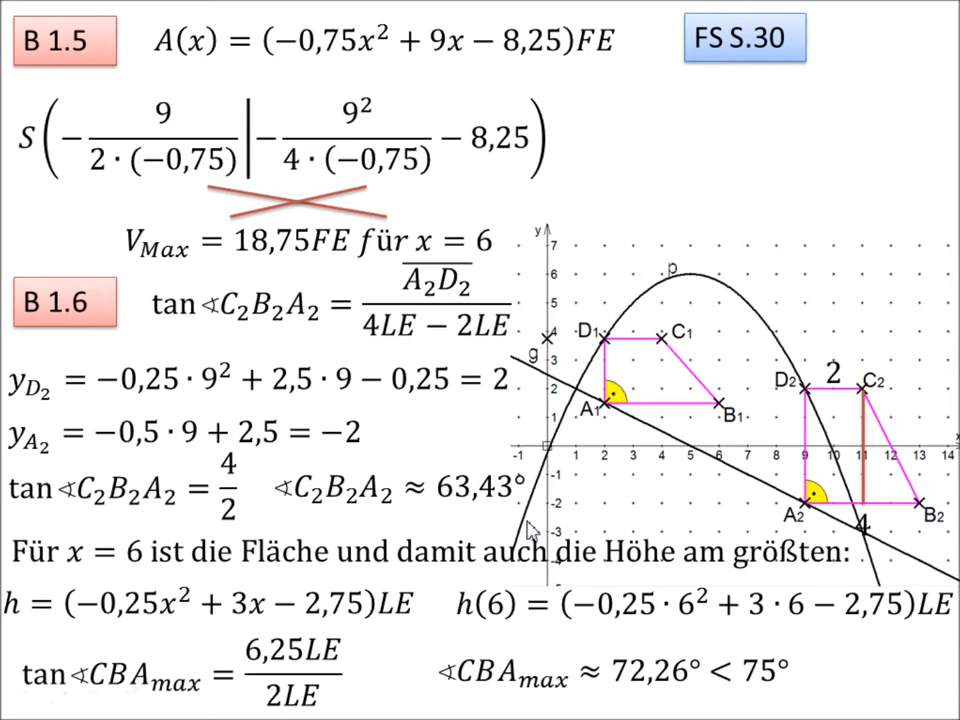 B 1.5 A(x) = (−0,75x² + 9x − 8,25)FE FS S.30
S(−9/(2 · (−0,75)) | −9²/(4 · (−0,75)) − 8,25)
V_Max = 18,75FE für x = 6
B 1.6 tan ∢C₂B₂A₂ = A₂D₂/(4LE − 2LE)
y_D₂ = −0,25 · 9² + 2,5 · 9 − 0,25 = 2
y_A₂ = −0,5 · 9 + 2,5 = −2
tan ∢C₂B₂A₂ = 4/2 ∢C₂B₂A₂ ≈ 63,43°
Für x = 6 ist die Fläche und damit auch die Höhe am größten:
h = (−0,25x² + 3x − 2,75)LE h(6) = (−0,25 · 6² + 3 · 6 − 2,75)LE
tan ∢CBA_max = 6,25LE/2LE ∢CBA_max ≈ 72,26° < 75°
y
7
6
5
4
3
2
1
-1
-2
-3
-4
-1 1 2 3 4 5 6 7 8 9 10 11 12 13 14
x
p
g
D₁ C₁
A₁ B₁
D₂ 2 C₂
A₂ 4 B₂